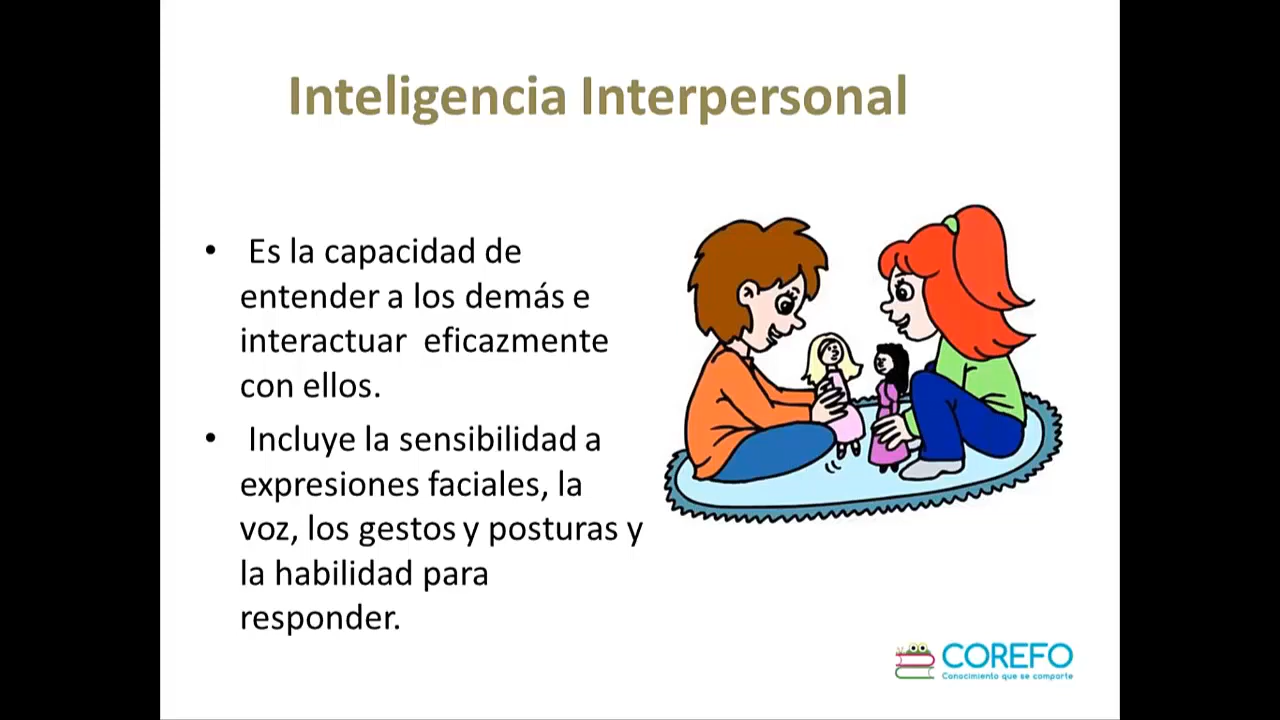 Inteligencia Interpersonal
• Es la capacidad de
entender a los demás e
interactuar eficazmente
con ellos.
• Incluye la sensibilidad a
expresiones faciales, la
voz, los gestos y posturas y
la habilidad para
responder.
COREFO
Conocimiento que se comparte